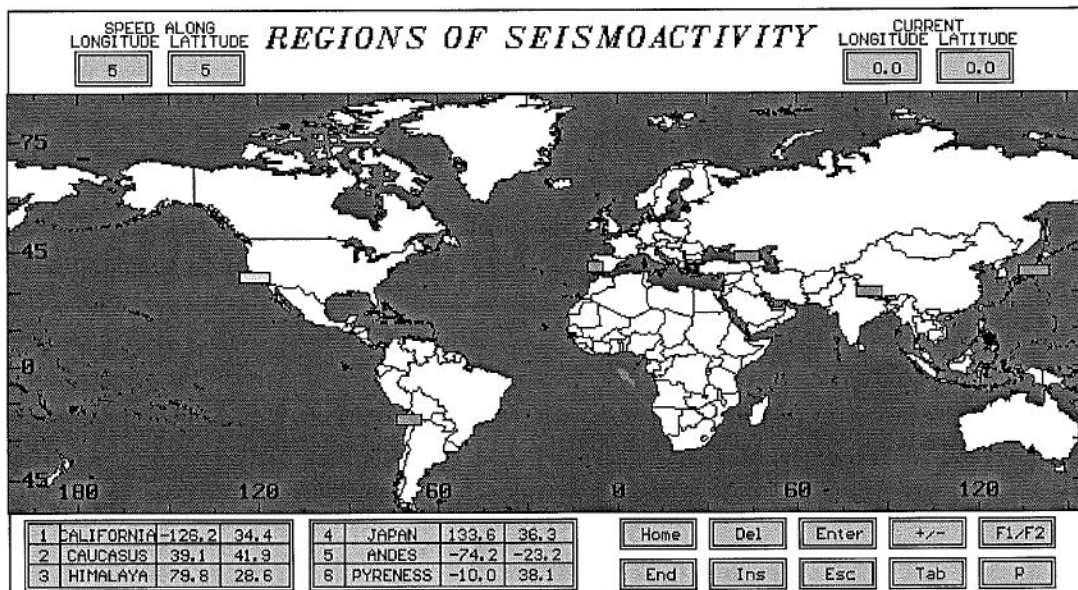 SPEED ALONG
LONGITUDE LATITUDE
5 5
REGIONS OF SEISMOACTIVITY
CURRENT
LONGITUDE LATITUDE
0.0 0.0
75
45
0
-45
180 120 60 0 60 120
1 CALIFORNIA -126.2 34.4
2 CAUCASUS 39.1 41.9
3 HIMALAYA 79.8 28.6
4 JAPAN 133.6 36.3
5 ANDES -74.2 -23.2
6 PYRENESS -10.0 38.1
Home Del Enter +/- F1/F2
End Ins Esc Tab P